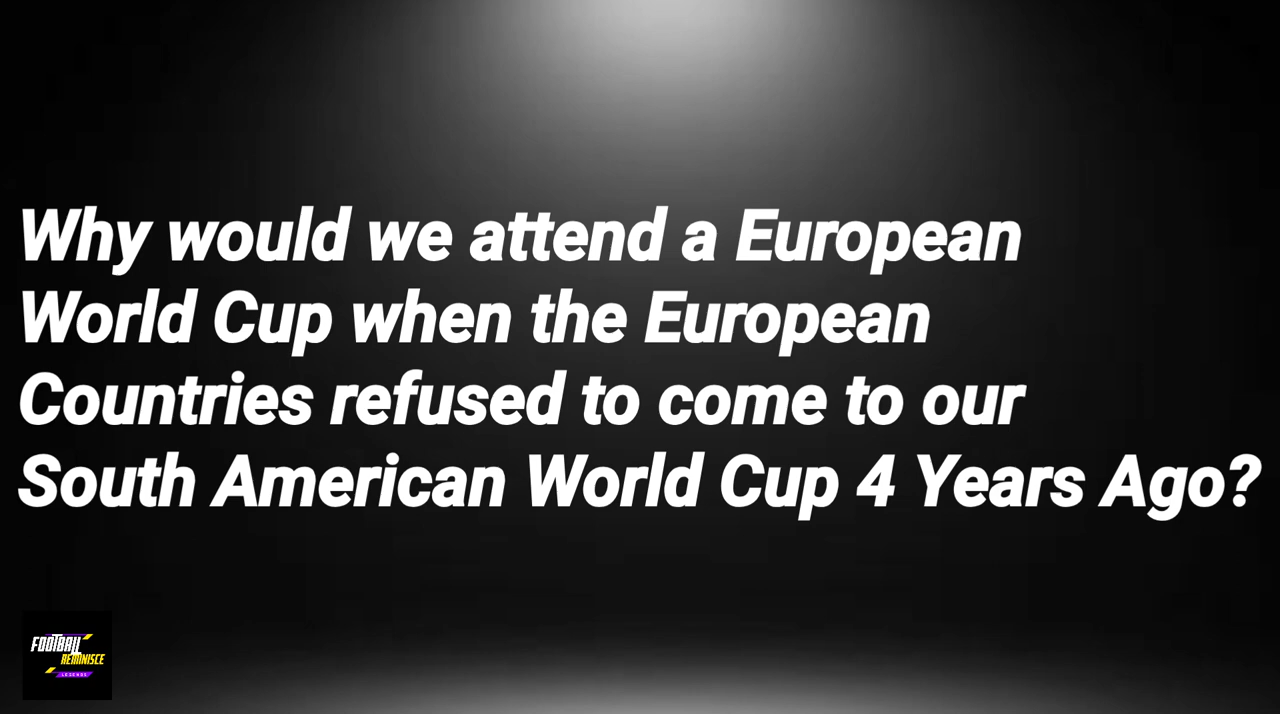 Why would we attend a European
World Cup when the European
Countries refused to come to our
South American World Cup 4 Years Ago?
FOOTBALL
REMINISCE
LEGENDS